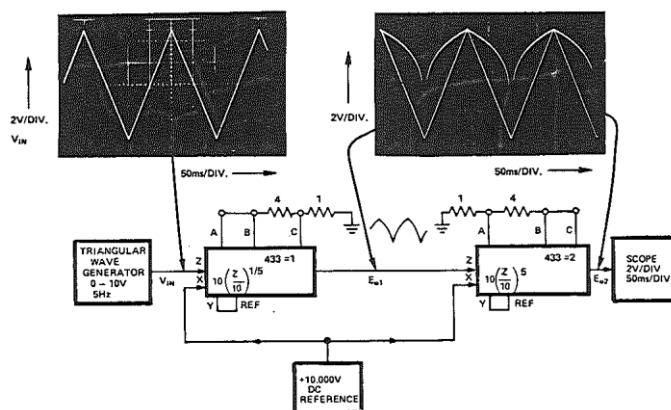 2V/DIV.
V_IN
50ms/DIV.
2V/DIV.
50ms/DIV.
4 1
A B C
1 4
A B C
TRIANGULAR
WAVE
GENERATOR
0 – 10V
5Hz
V_IN
Z
X
433 =1
10(Z/10)^1/5
Y REF
E_o1
Z
X
433 =2
10(Z/10)^5
Y REF
E_o2
SCOPE
2V/DIV
50ms/DIV
+10.000V
DC
REFERENCE